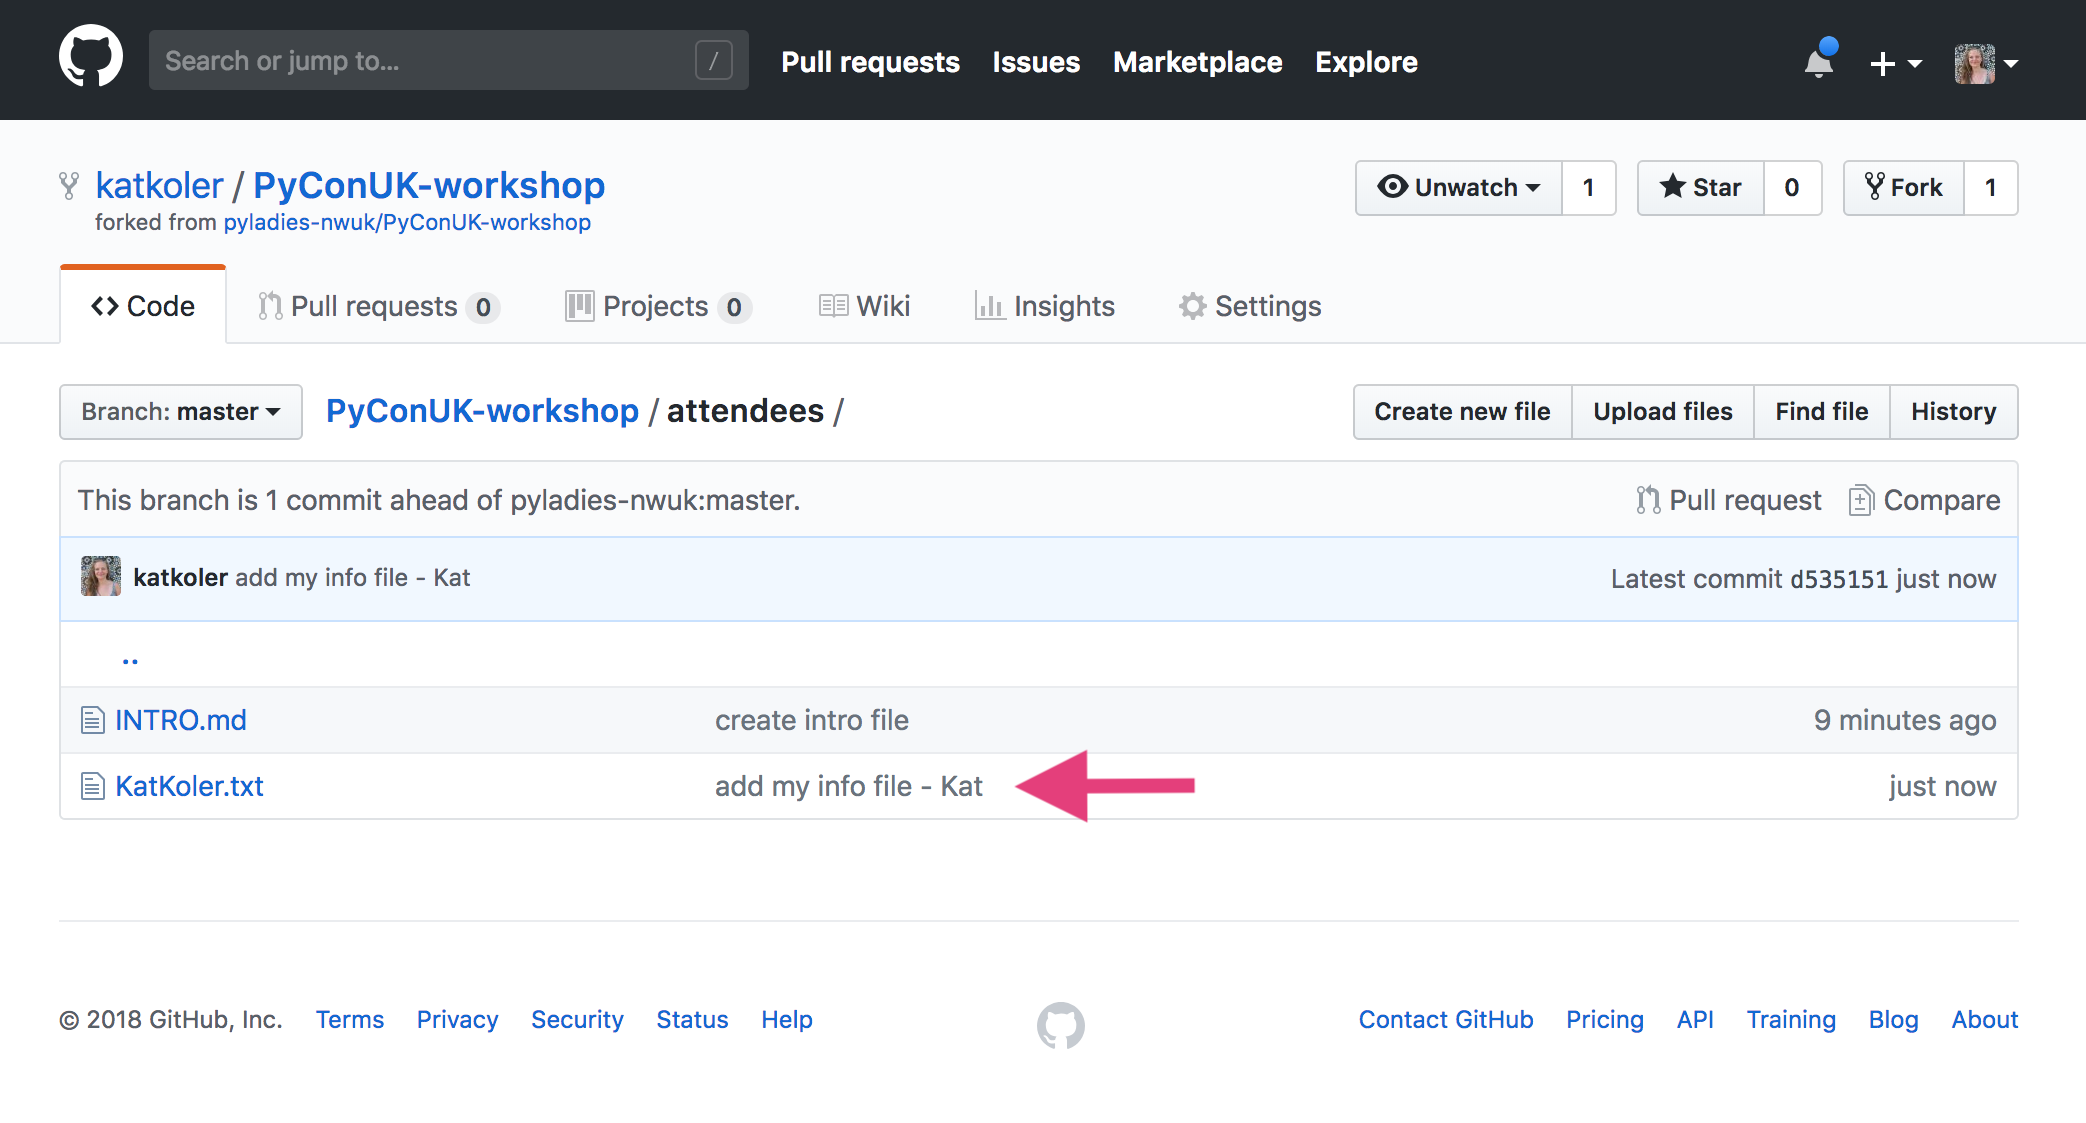 Search or jump to... /
Pull requests Issues Marketplace Explore
katkoler / PyConUK-workshop
forked from pyladies-nwuk/PyConUK-workshop
Unwatch 1 Star 0 Fork 1
Code Pull requests 0 Projects 0 Wiki Insights Settings
Branch: master PyConUK-workshop / attendees /
Create new file Upload files Find file History
This branch is 1 commit ahead of pyladies-nwuk:master.
Pull request Compare
katkoler add my info file - Kat
Latest commit d535151 just now
..
INTRO.md create intro file 9 minutes ago
KatKoler.txt add my info file - Kat just now
© 2018 GitHub, Inc. Terms Privacy Security Status Help
Contact GitHub Pricing API Training Blog About